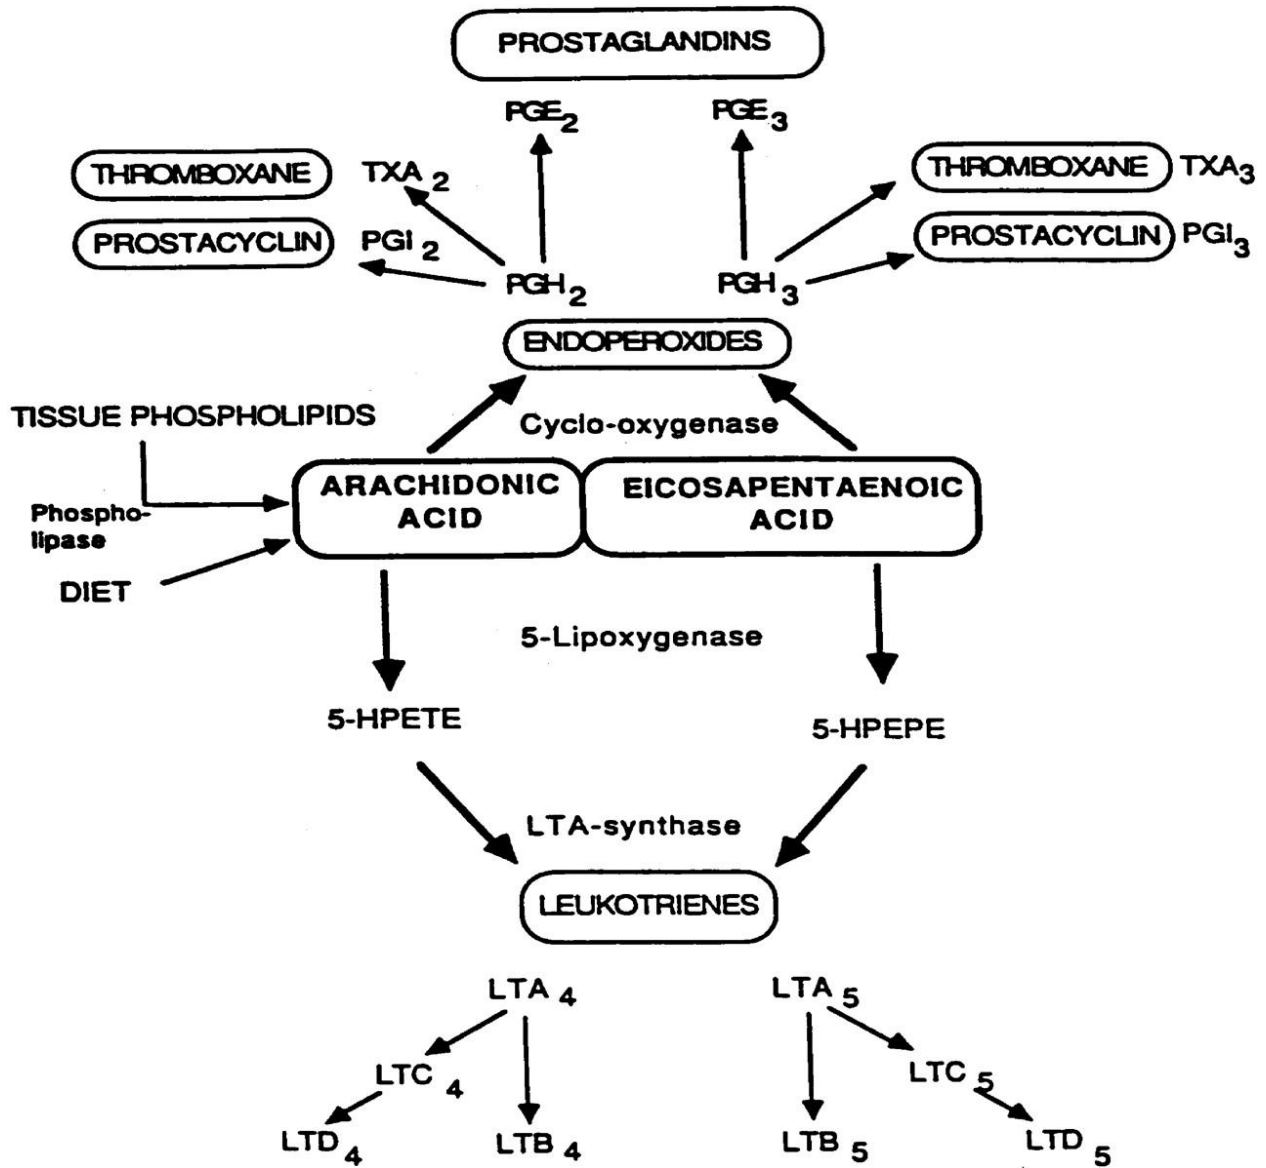 PROSTAGLANDINS
PGE2 PGE3
THROMBOXANE TXA2 THROMBOXANE TXA3
PROSTACYCLIN PGI2 PROSTACYCLIN PGI3
PGH2 PGH3
ENDOPEROXIDES
TISSUE PHOSPHOLIPIDS
Cyclo-oxygenase
ARACHIDONIC
ACID
EICOSAPENTAENOIC
ACID
Phospho-
lipase
DIET
5-Lipoxygenase
5-HPETE 5-HPEPE
LTA-synthase
LEUKOTRIENES
LTA4 LTA5
LTC4 LTC5
LTD4 LTB4 LTB5 LTD5